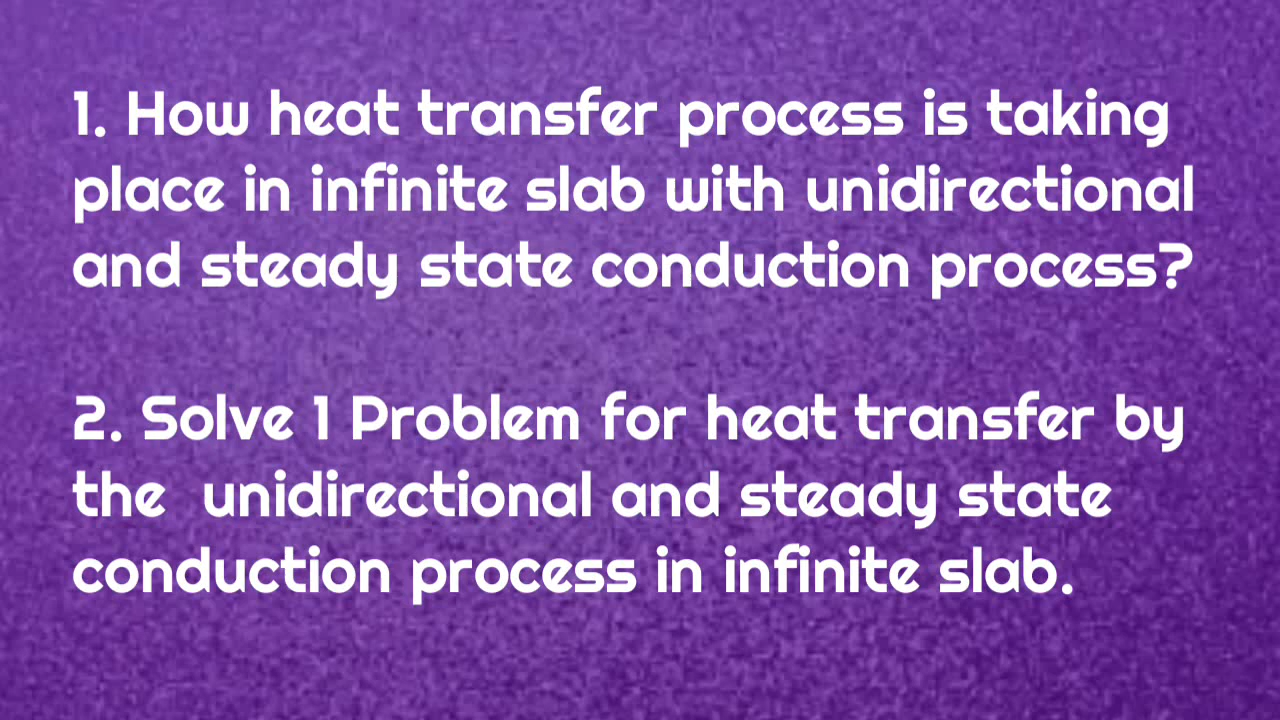 1. How heat transfer process is taking
place in infinite slab with unidirectional
and steady state conduction process?
2. Solve 1 Problem for heat transfer by
the unidirectional and steady state
conduction process in infinite slab.